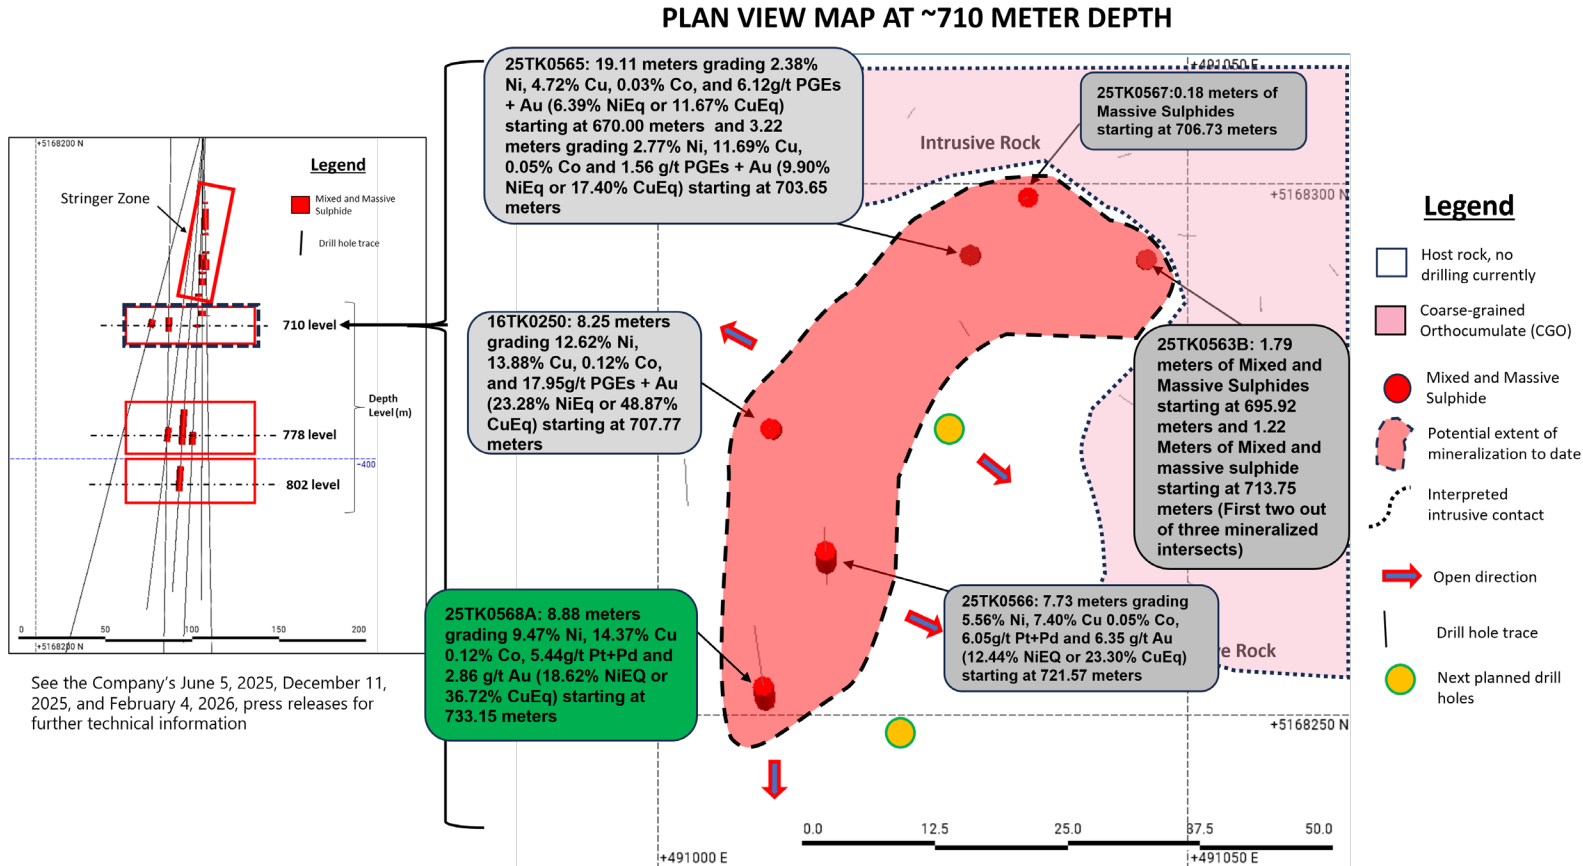 PLAN VIEW MAP AT ~710 METER DEPTH
+5168200 N
Legend
Stringer Zone
Mixed and Massive
Sulphide
Drill hole trace
710 level
Depth
Level (m)
778 level
-400
802 level
0
50
100
150
200
+5168200 N
See the Company's June 5, 2025, December 11,
2025, and February 4, 2026, press releases for
further technical information
25TK0565: 19.11 meters grading 2.38%
Ni, 4.72% Cu, 0.03% Co, and 6.12g/t PGEs
+ Au (6.39% NiEq or 11.67% CuEq)
starting at 670.00 meters and 3.22
meters grading 2.77% Ni, 11.69% Cu,
0.05% Co and 1.56 g/t PGEs + Au (9.90%
NiEq or 17.40% CuEq) starting at 703.65
meters
+491050 E
25TK0567:0.18 meters of
Massive Sulphides
starting at 706.73 meters
Intrusive Rock
+5168300 N
16TK0250: 8.25 meters
grading 12.62% Ni,
13.88% Cu, 0.12% Co,
and 17.95g/t PGEs + Au
(23.28% NiEq or 48.87%
CuEq) starting at 707.77
meters
25TK0563B: 1.79
meters of Mixed and
Massive Sulphides
starting at 695.92
meters and 1.22
Meters of Mixed and
massive sulphide
starting at 713.75
meters (First two out
of three mineralized
intersects)
25TK0568A: 8.88 meters
grading 9.47% Ni, 14.37% Cu
0.12% Co, 5.44g/t Pt+Pd and
2.86 g/t Au (18.62% NiEQ or
36.72% CuEq) starting at
733.15 meters
25TK0566: 7.73 meters grading
5.56% Ni, 7.40% Cu 0.05% Co,
6.05g/t Pt+Pd and 6.35 g/t Au
(12.44% NiEQ or 23.30% CuEq)
starting at 721.57 meters
ve Rock
+5168250 N
0.0
12.5
25.0
37.5
50.0
+491000 E
+491050 E
Legend
Host rock, no
drilling currently
Coarse-grained
Orthocumulate (CGO)
Mixed and Massive
Sulphide
Potential extent of
mineralization to date
Interpreted
intrusive contact
Open direction
Drill hole trace
Next planned drill
holes